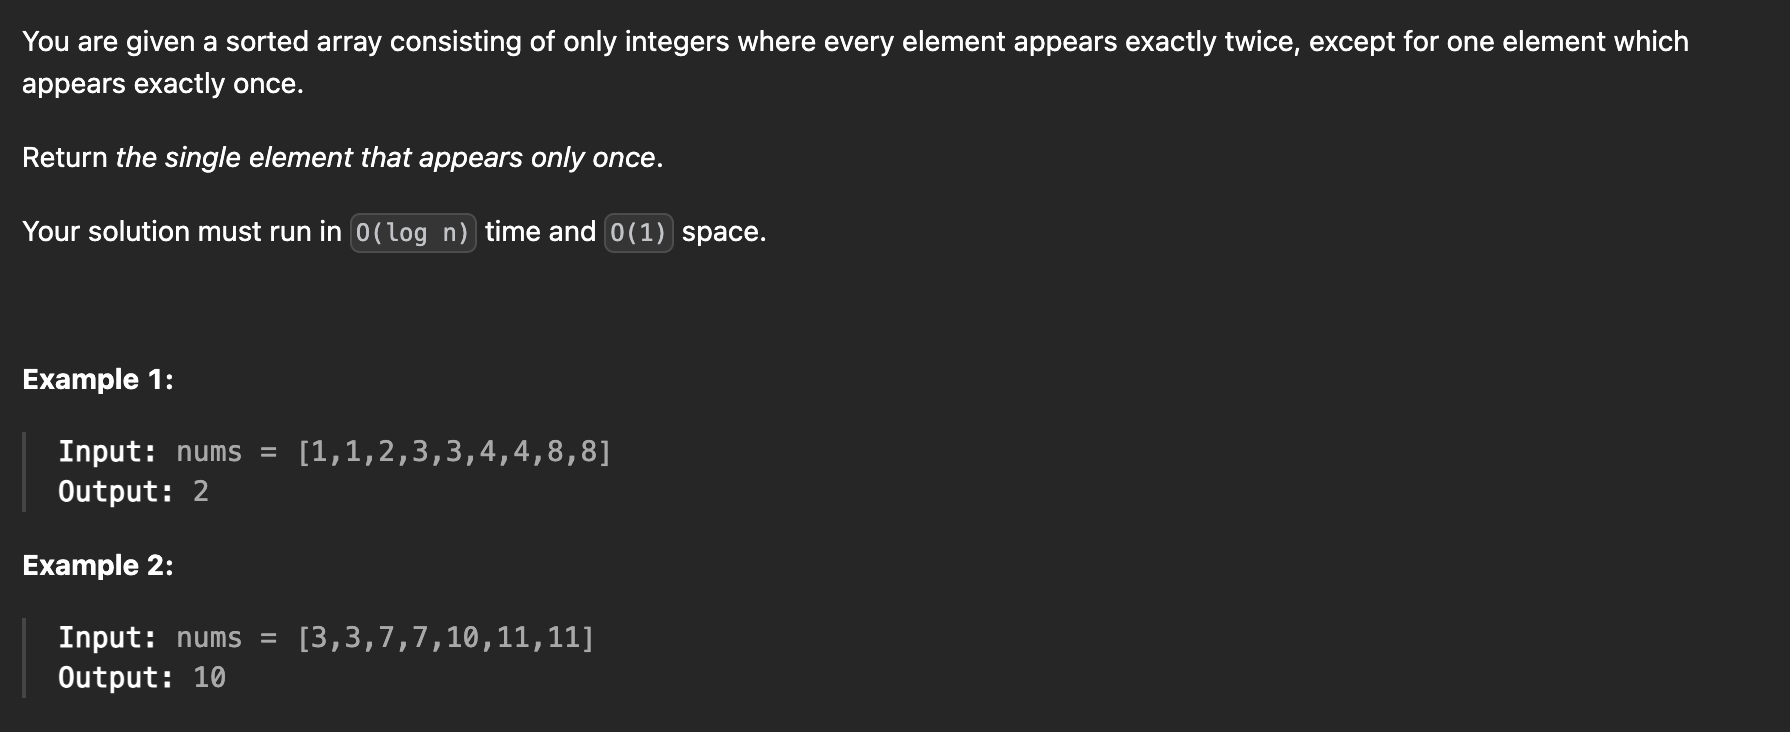 You are given a sorted array consisting of only integers where every element appears exactly twice, except for one element which
appears exactly once.
Return the single element that appears only once.
Your solution must run in O(log n) time and O(1) space.
Example 1:
Input: nums = [1,1,2,3,3,4,4,8,8]
Output: 2
Example 2:
Input: nums = [3,3,7,7,10,11,11]
Output: 10